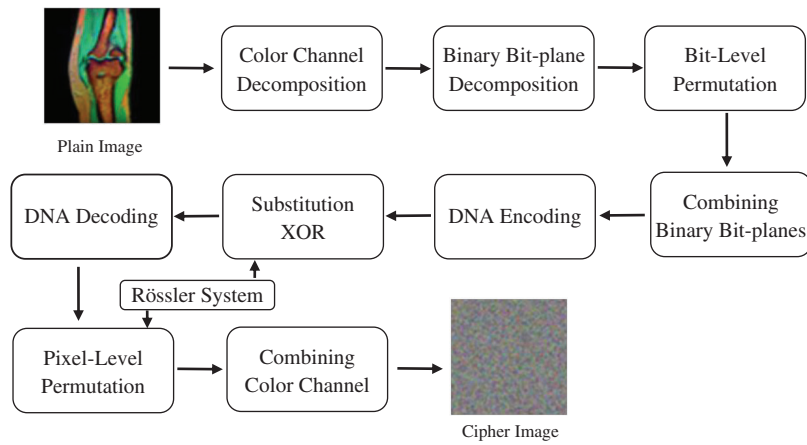 Plain Image
Color Channel
Decomposition
Binary Bit-plane
Decomposition
Bit-Level
Permutation
Combining
Binary Bit-planes
DNA Encoding
Substitution
XOR
DNA Decoding
Rössler System
Pixel-Level
Permutation
Combining
Color Channel
Cipher Image